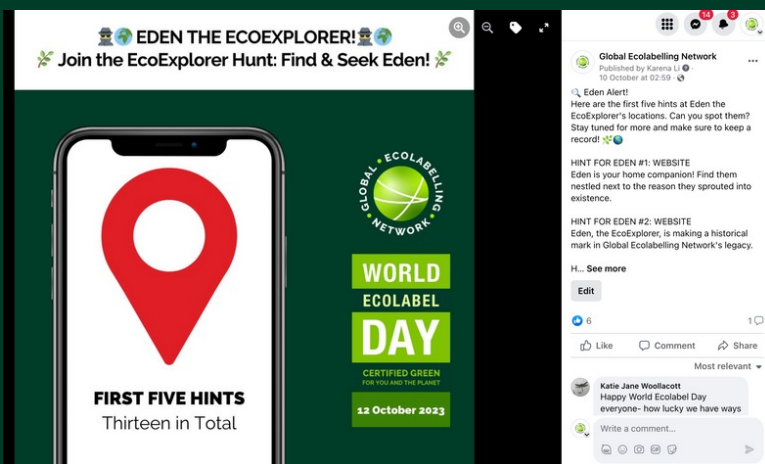 🕵️🌍 EDEN THE ECOEXPLORER!🕵️🌍
🌿 Join the EcoExplorer Hunt: Find & Seek Eden! 🌿
FIRST FIVE HINTS
Thirteen in Total
GLOBAL • ECOLABELLING • NETWORK •
WORLD
ECOLABEL
DAY
CERTIFIED GREEN
FOR YOU AND THE PLANET
12 October 2023
14
3
Global Ecolabelling Network
Published by Karena Li
10 October at 02:59 ·
🔍 Eden Alert!
Here are the first five hints at Eden the
EcoExplorer's locations. Can you spot them?
Stay tuned for more and make sure to keep a
record! 🌿🌍
HINT FOR EDEN #1: WEBSITE
Eden is your home companion! Find them
nestled next to the reason they sprouted into
existence.
HINT FOR EDEN #2: WEBSITE
Eden, the EcoExplorer, is making a historical
mark in Global Ecolabelling Network's legacy.
H... See more
Edit
6
1
Like Comment Share
Most relevant
Katie Jane Woollacott
Happy World Ecolabel Day
everyone- how lucky we have ways
Write a comment...
GIF